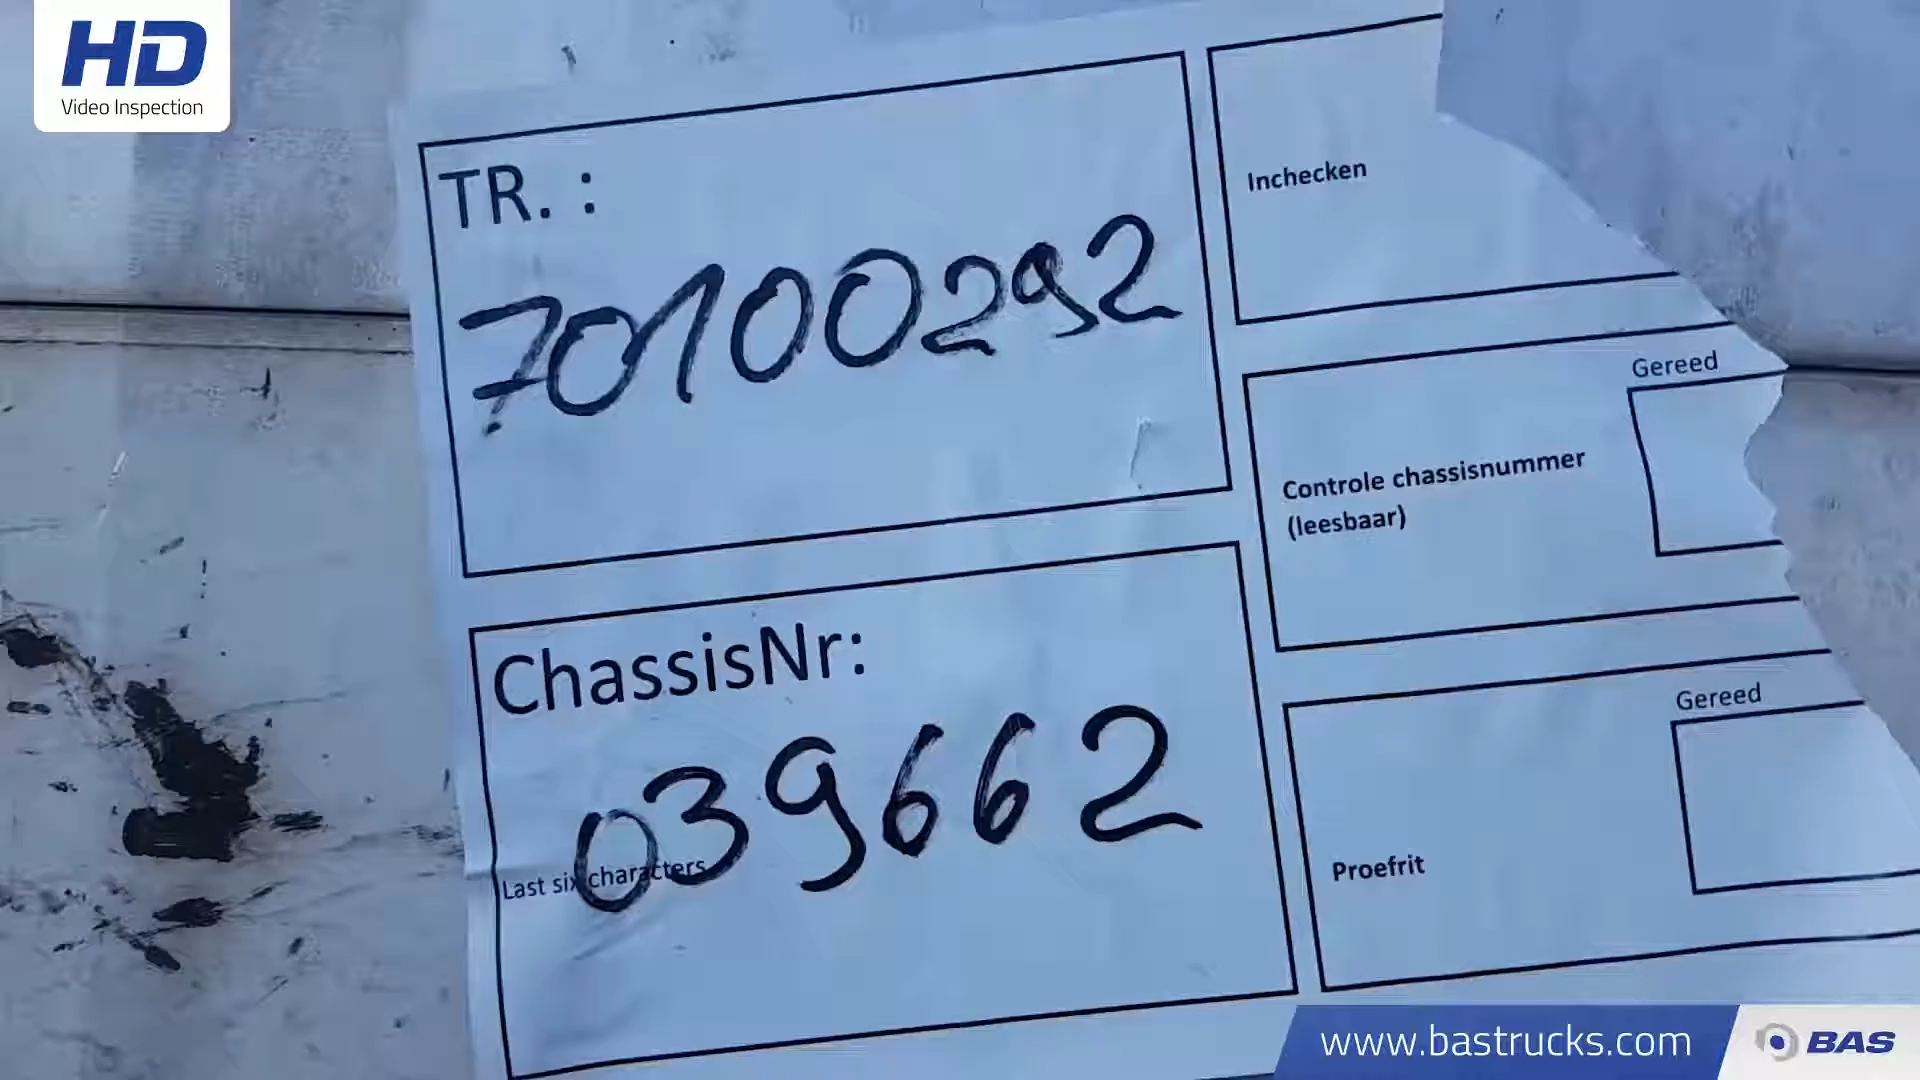 HD
Video Inspection
TR. :
70100292
ChassisNr:
039662
Last six characters
Inchecken
Gereed
Controle chassisnummer
(leesbaar)
Gereed
Proefrit
www.bastrucks.com
BAS